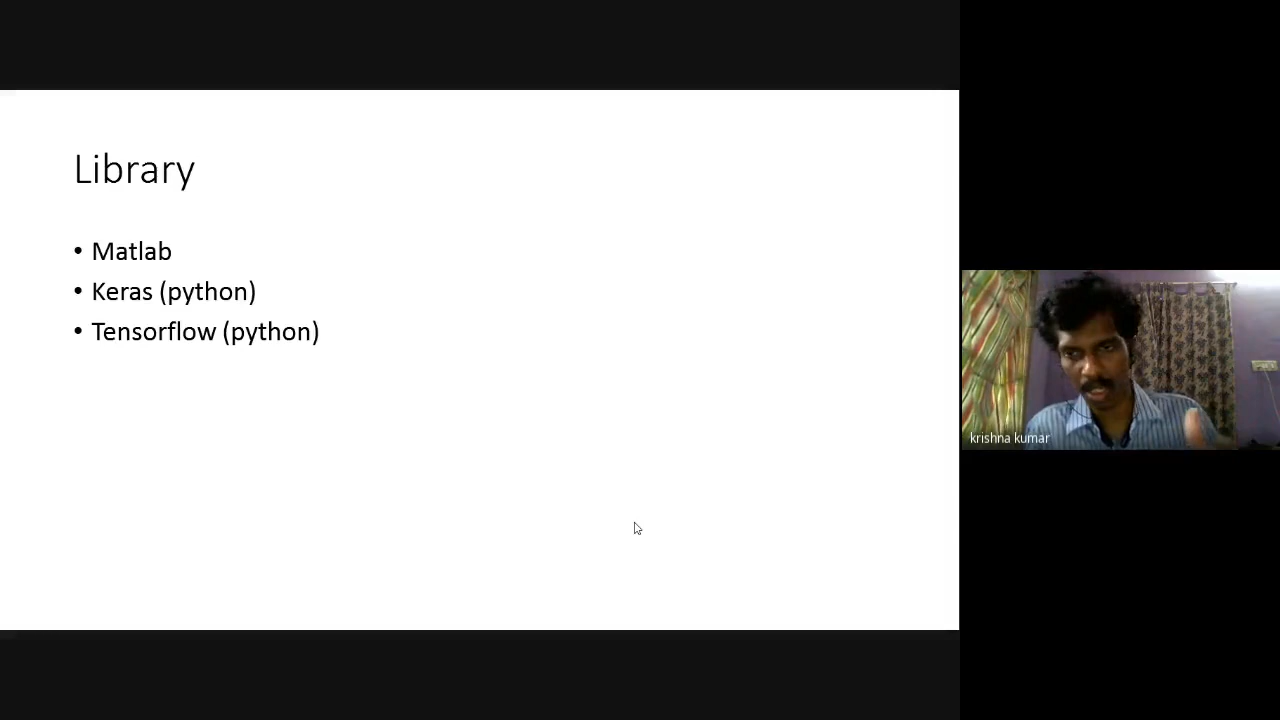 Library
• Matlab
• Keras (python)
• Tensorflow (python)
krishna kumar